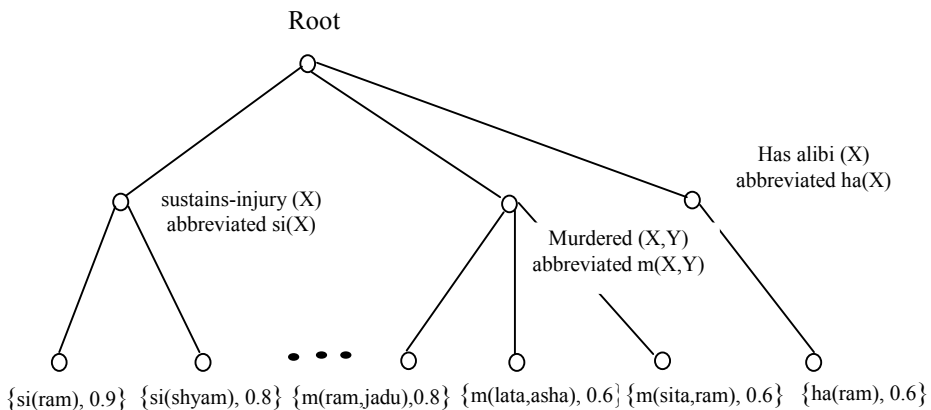 Root
Has alibi (X)
abbreviated ha(X)
sustains-injury (X)
abbreviated si(X)
Murdered (X,Y)
abbreviated m(X,Y)
{si(ram), 0.9} {si(shyam), 0.8} {m(ram,jadu),0.8} {m(lata,asha), 0.6} {m(sita,ram), 0.6} {ha(ram), 0.6}